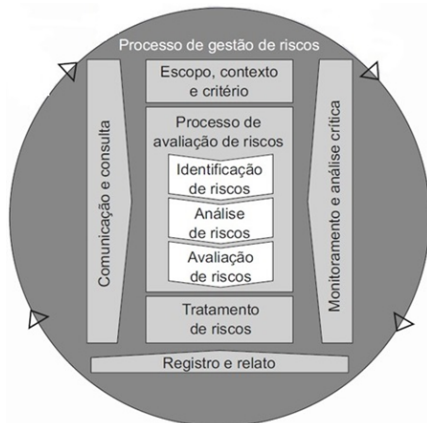 Processo de gestão de riscos
Escopo, contexto
e critério
Processo de
avaliação de riscos
Identificação
de riscos
Análise
de riscos
Avaliação
de riscos
Tratamento
de riscos
Comunicação e consulta
Monitoramento e análise crítica
Registro e relato